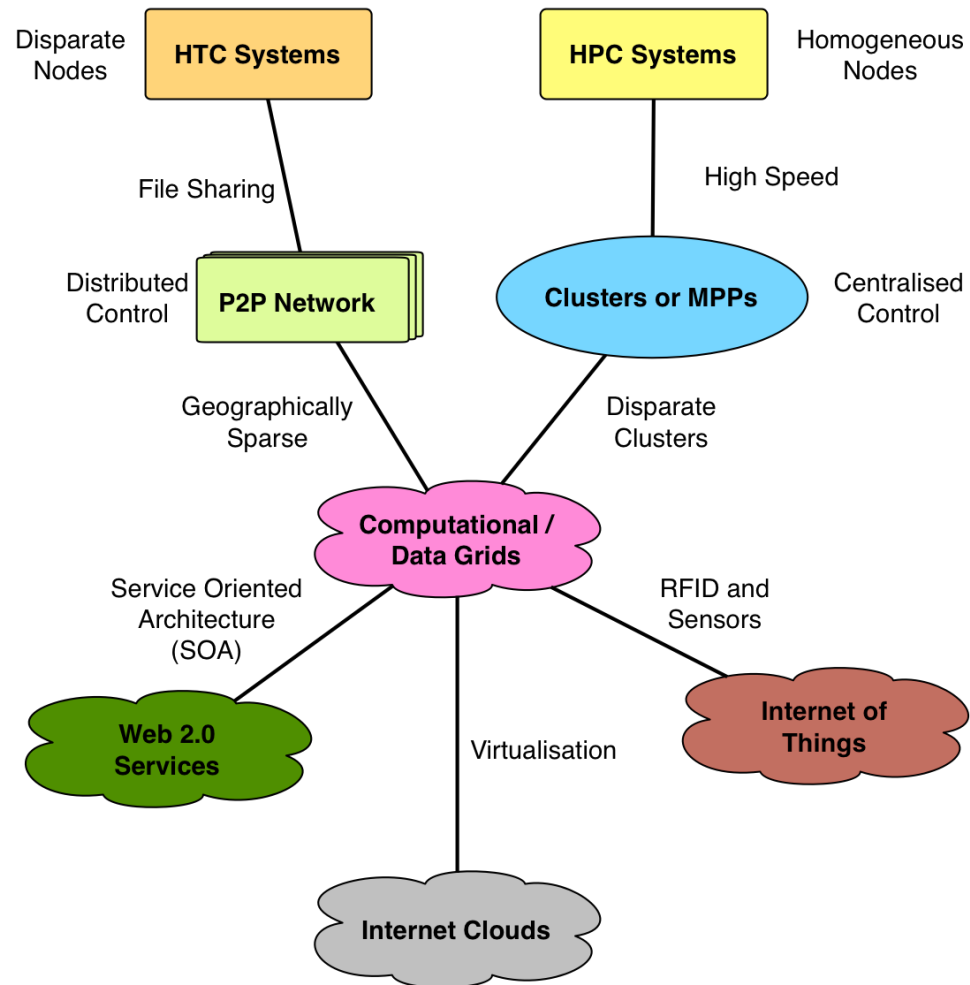 Disparate
Nodes
HTC Systems
HPC Systems
Homogeneous
Nodes
File Sharing
High Speed
Distributed
Control
P2P Network
Clusters or MPPs
Centralised
Control
Geographically
Sparse
Disparate
Clusters
Computational /
Data Grids
Service Oriented
Architecture
(SOA)
RFID and
Sensors
Web 2.0
Services
Virtualisation
Internet of
Things
Internet Clouds